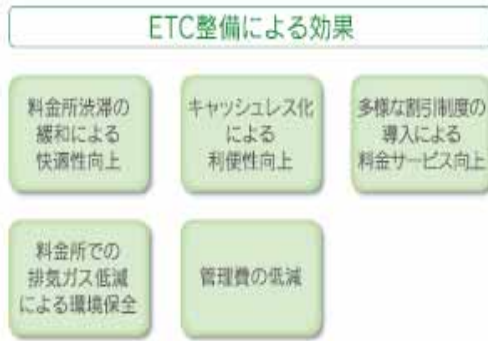 ETC整備による効果
料金所渋滞の
緩和による
快適性向上
キャッシュレス化
による
利便性向上
多様な割引制度の
導入による
料金サービス向上
料金所での
排気ガス低減
による環境保全
管理費の低減